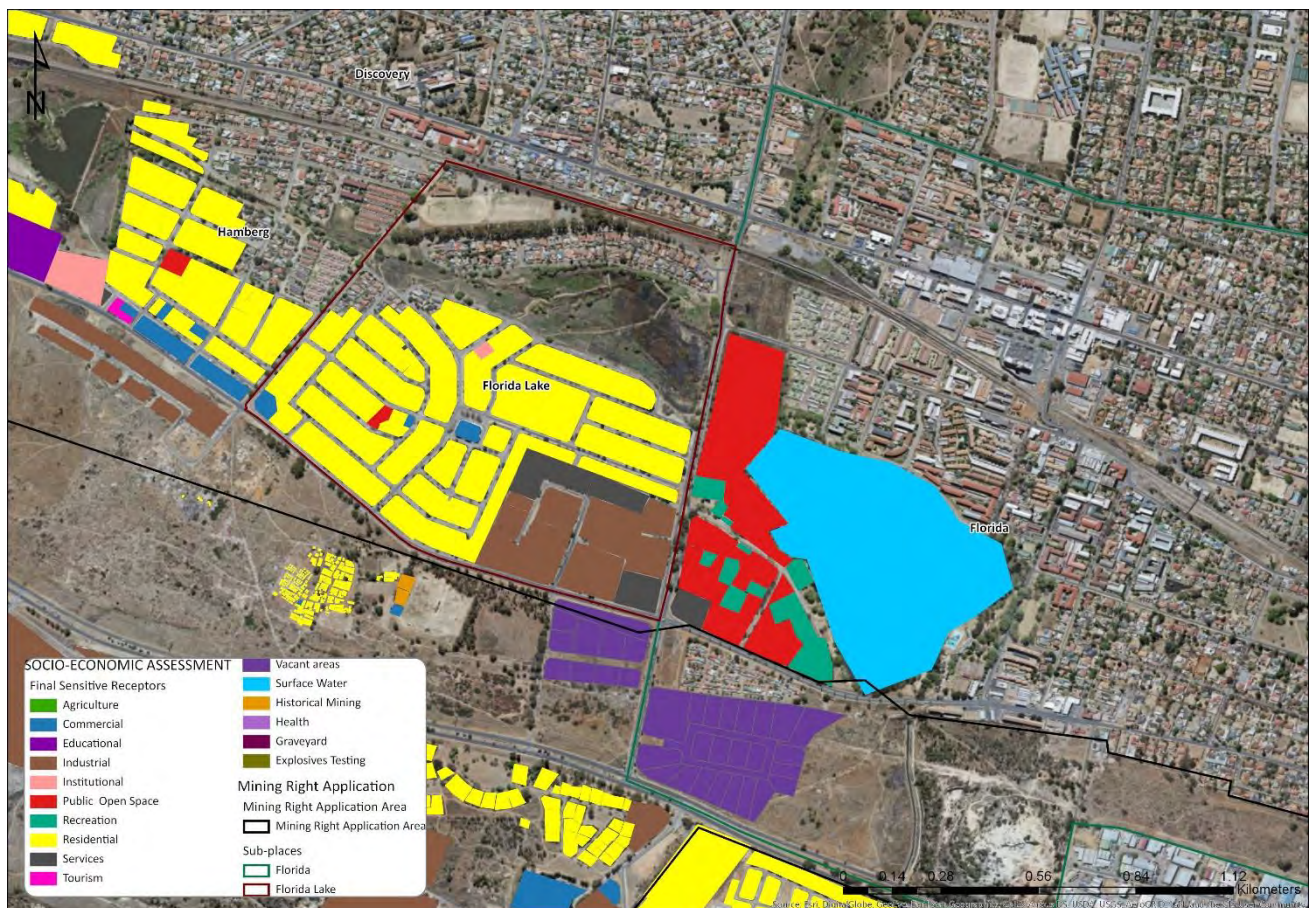 Discovery
N
Hamberg
Florida Lake
Florida
SOCIO-ECONOMIC ASSESSMENT
Final Sensitive Receptors
Agriculture
Commercial
Educational
Industrial
Institutional
Public Open Space
Recreation
Residential
Services
Tourism
Vacant areas
Surface Water
Historical Mining
Health
Graveyard
Explosives Testing
Mining Right Application
Mining Right Application Area
Mining Right Application Area
Sub-places
Florida
Florida Lake
0 0.14 0.28 0.56 0.84 1.12
Kilometers
Source: Esri, DigitalGlobe,